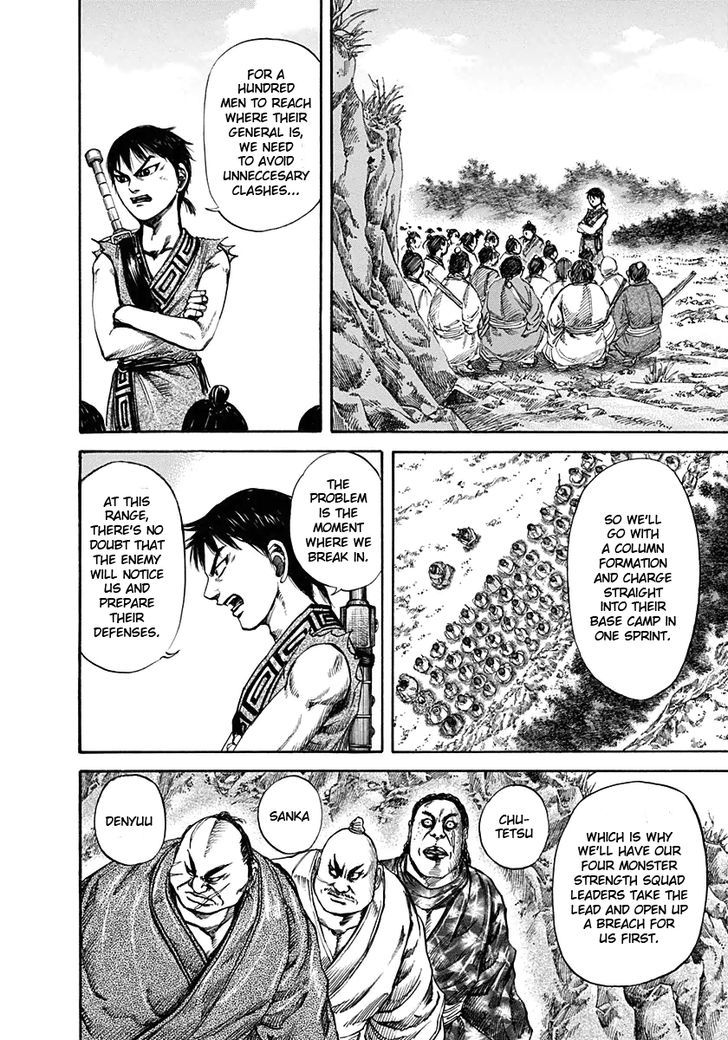 FOR A
HUNDRED
MEN TO REACH
WHERE THEIR
GENERAL IS,
WE NEED
TO AVOID
UNNECCESARY
CLASHES...
SO WE'LL
GO WITH
A COLUMN
FORMATION
AND CHARGE
STRAIGHT
INTO THEIR
BASE CAMP IN
ONE SPRINT.
THE
PROBLEM
IS THE
MOMENT
WHERE WE
BREAK IN.
AT THIS
RANGE,
THERE'S NO
DOUBT THAT
THE ENEMY
WILL NOTICE
US AND
PREPARE
THEIR
DEFENSES.
WHICH IS WHY
WE'LL HAVE OUR
FOUR MONSTER
STRENGTH SQUAD
LEADERS TAKE THE
LEAD AND OPEN UP
A BREACH FOR
US FIRST.
CHU-
TETSU
SANKA
DENYUU